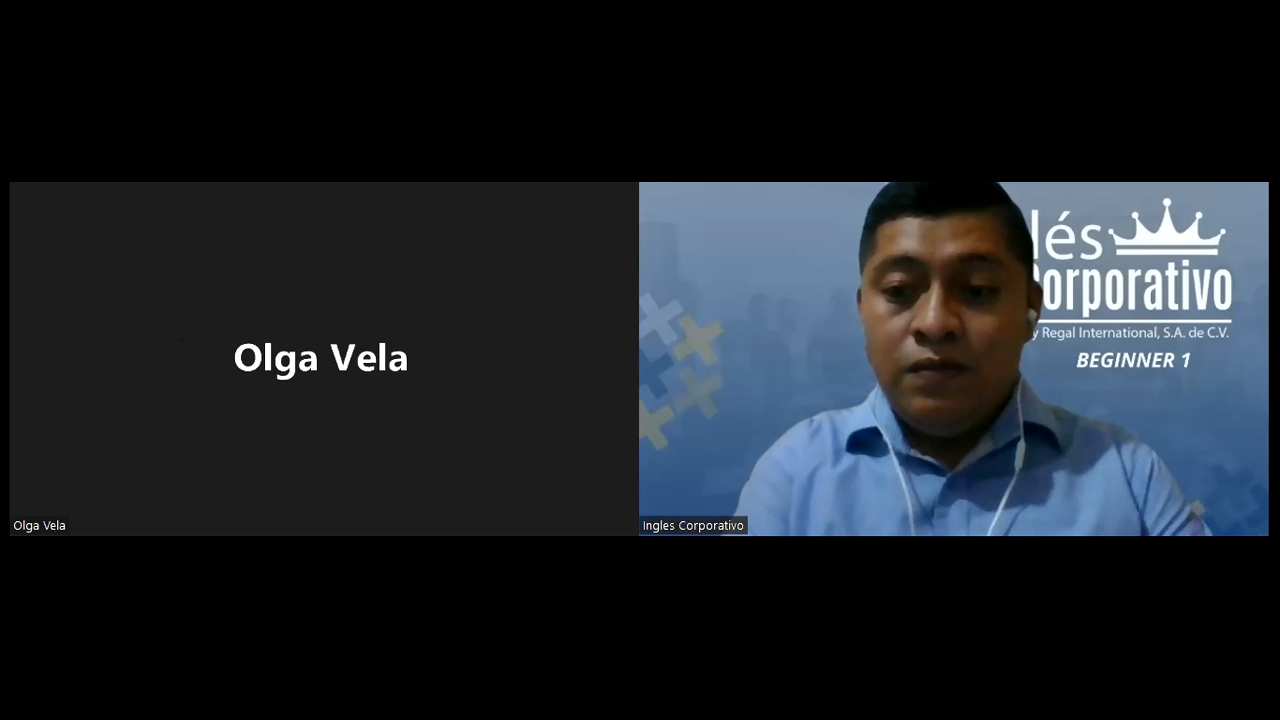 Olga Vela
Olga Vela
lés
Corporativo
y Regal International, S.A. de C.V.
BEGINNER 1
Ingles Corporativo